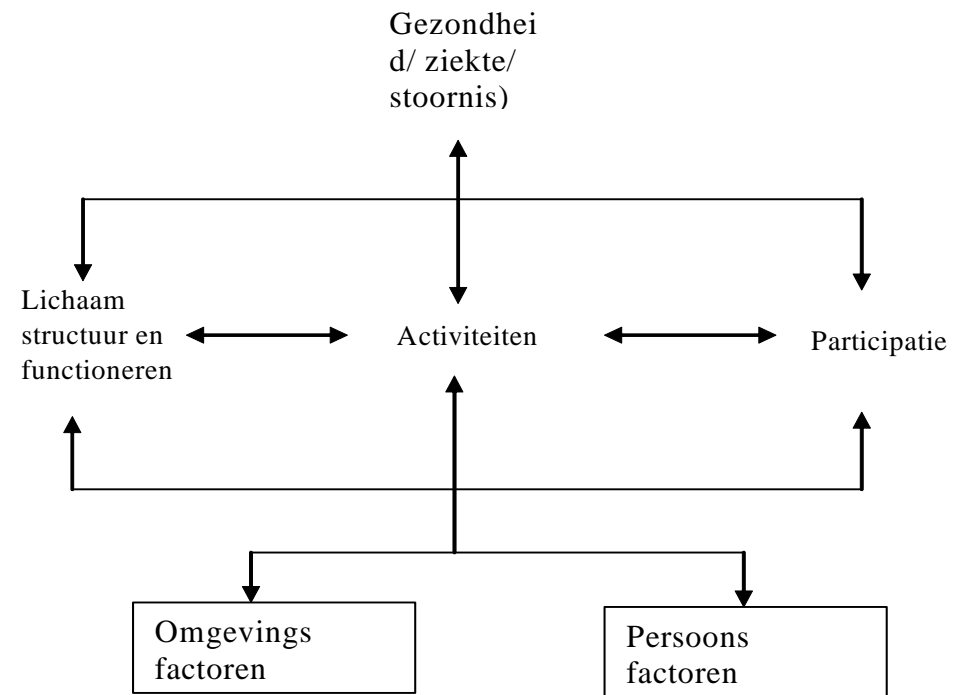 Gezondhei
d/ ziekte/
stoornis)
Lichaam
structuur en
functioneren
Activiteiten
Participatie
Omgevings
factoren
Persoons
factoren